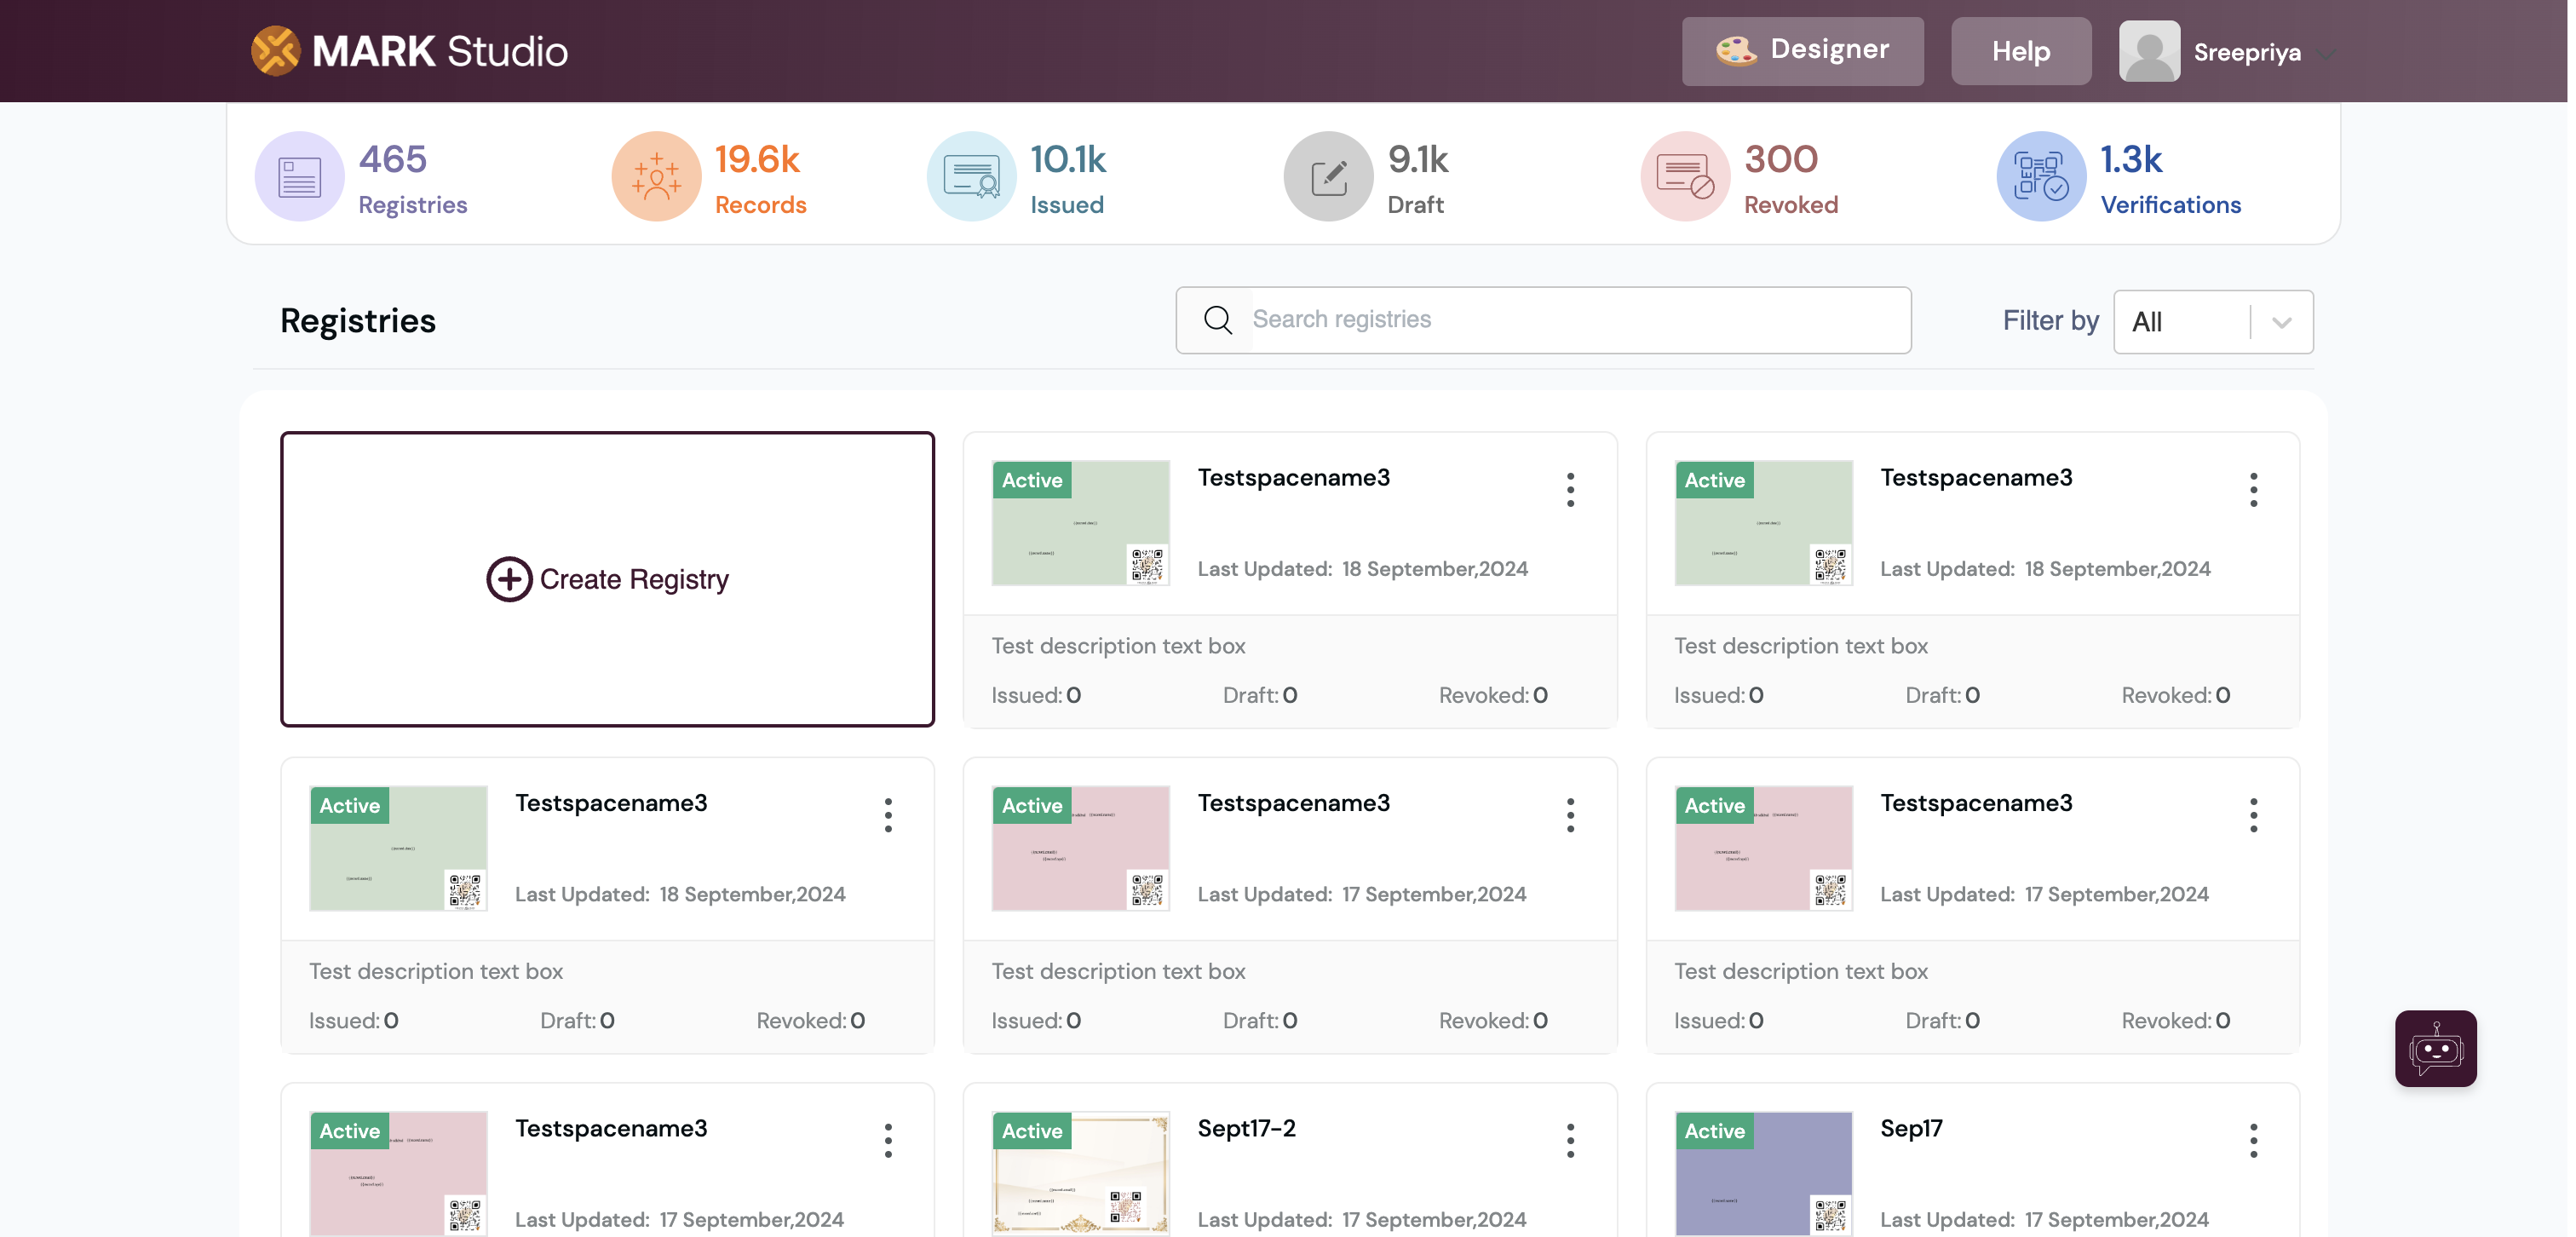 MARK Studio
Designer
Help
Sreepriya
465
Registries
19.6k
Records
10.1k
Issued
9.1k
Draft
300
Revoked
1.3k
Verifications
Registries
Search registries
Filter by
All
Create Registry
Active
Testspacename3
Last Updated: 18 September,2024
Test description text box
Issued: 0 Draft: 0 Revoked: 0
Active
Testspacename3
Last Updated: 18 September,2024
Test description text box
Issued: 0 Draft: 0 Revoked: 0
Active
Testspacename3
Last Updated: 18 September,2024
Test description text box
Issued: 0 Draft: 0 Revoked: 0
Active
Testspacename3
Last Updated: 17 September,2024
Test description text box
Issued: 0 Draft: 0 Revoked: 0
Active
Testspacename3
Last Updated: 17 September,2024
Test description text box
Issued: 0 Draft: 0 Revoked: 0
Active
Testspacename3
Last Updated: 17 September,2024
Active
Sept17-2
Last Updated: 17 September,2024
Active
Sep17
Last Updated: 17 September,2024